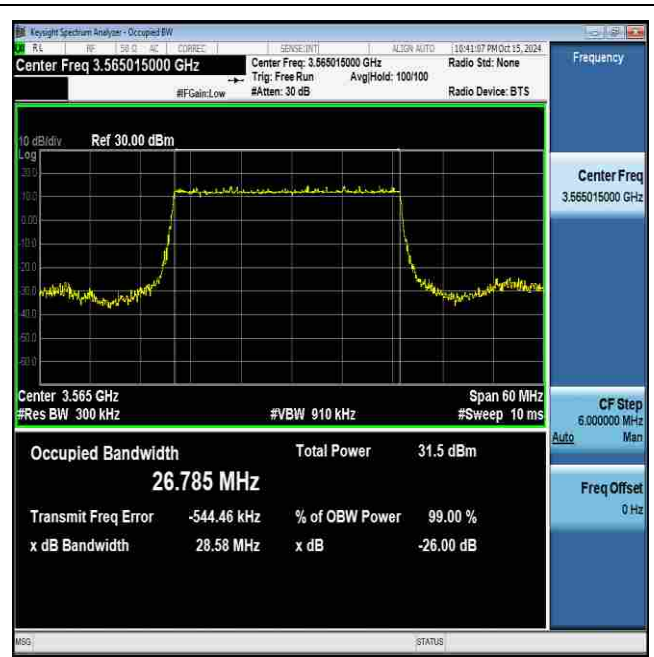 Keysight Spectrum Analyzer - Occupied BW
RL RF 50 Ω AC CORREC SENSE:INT ALIGN AUTO 10:41:07 PM Oct 15, 2024
Center Freq 3.565015000 GHz
Center Freq: 3.565015000 GHz
Radio Std: None
Trig: Free Run Avg|Hold: 100/100
#IFGain:Low #Atten: 30 dB Radio Device: BTS
10 dB/div Ref 30.00 dBm
Log
20.0
10.0
0.00
-10.0
-20.0
-30.0
-40.0
-50.0
-60.0
Center 3.565 GHz Span 60 MHz
#Res BW 300 kHz #VBW 910 kHz #Sweep 10 ms
Occupied Bandwidth Total Power 31.5 dBm
26.785 MHz
Transmit Freq Error -544.46 kHz % of OBW Power 99.00 %
x dB Bandwidth 28.58 MHz x dB -26.00 dB
Frequency
Center Freq
3.565015000 GHz
CF Step
6.000000 MHz
Auto Man
Freq Offset
0 Hz
MSG STATUS